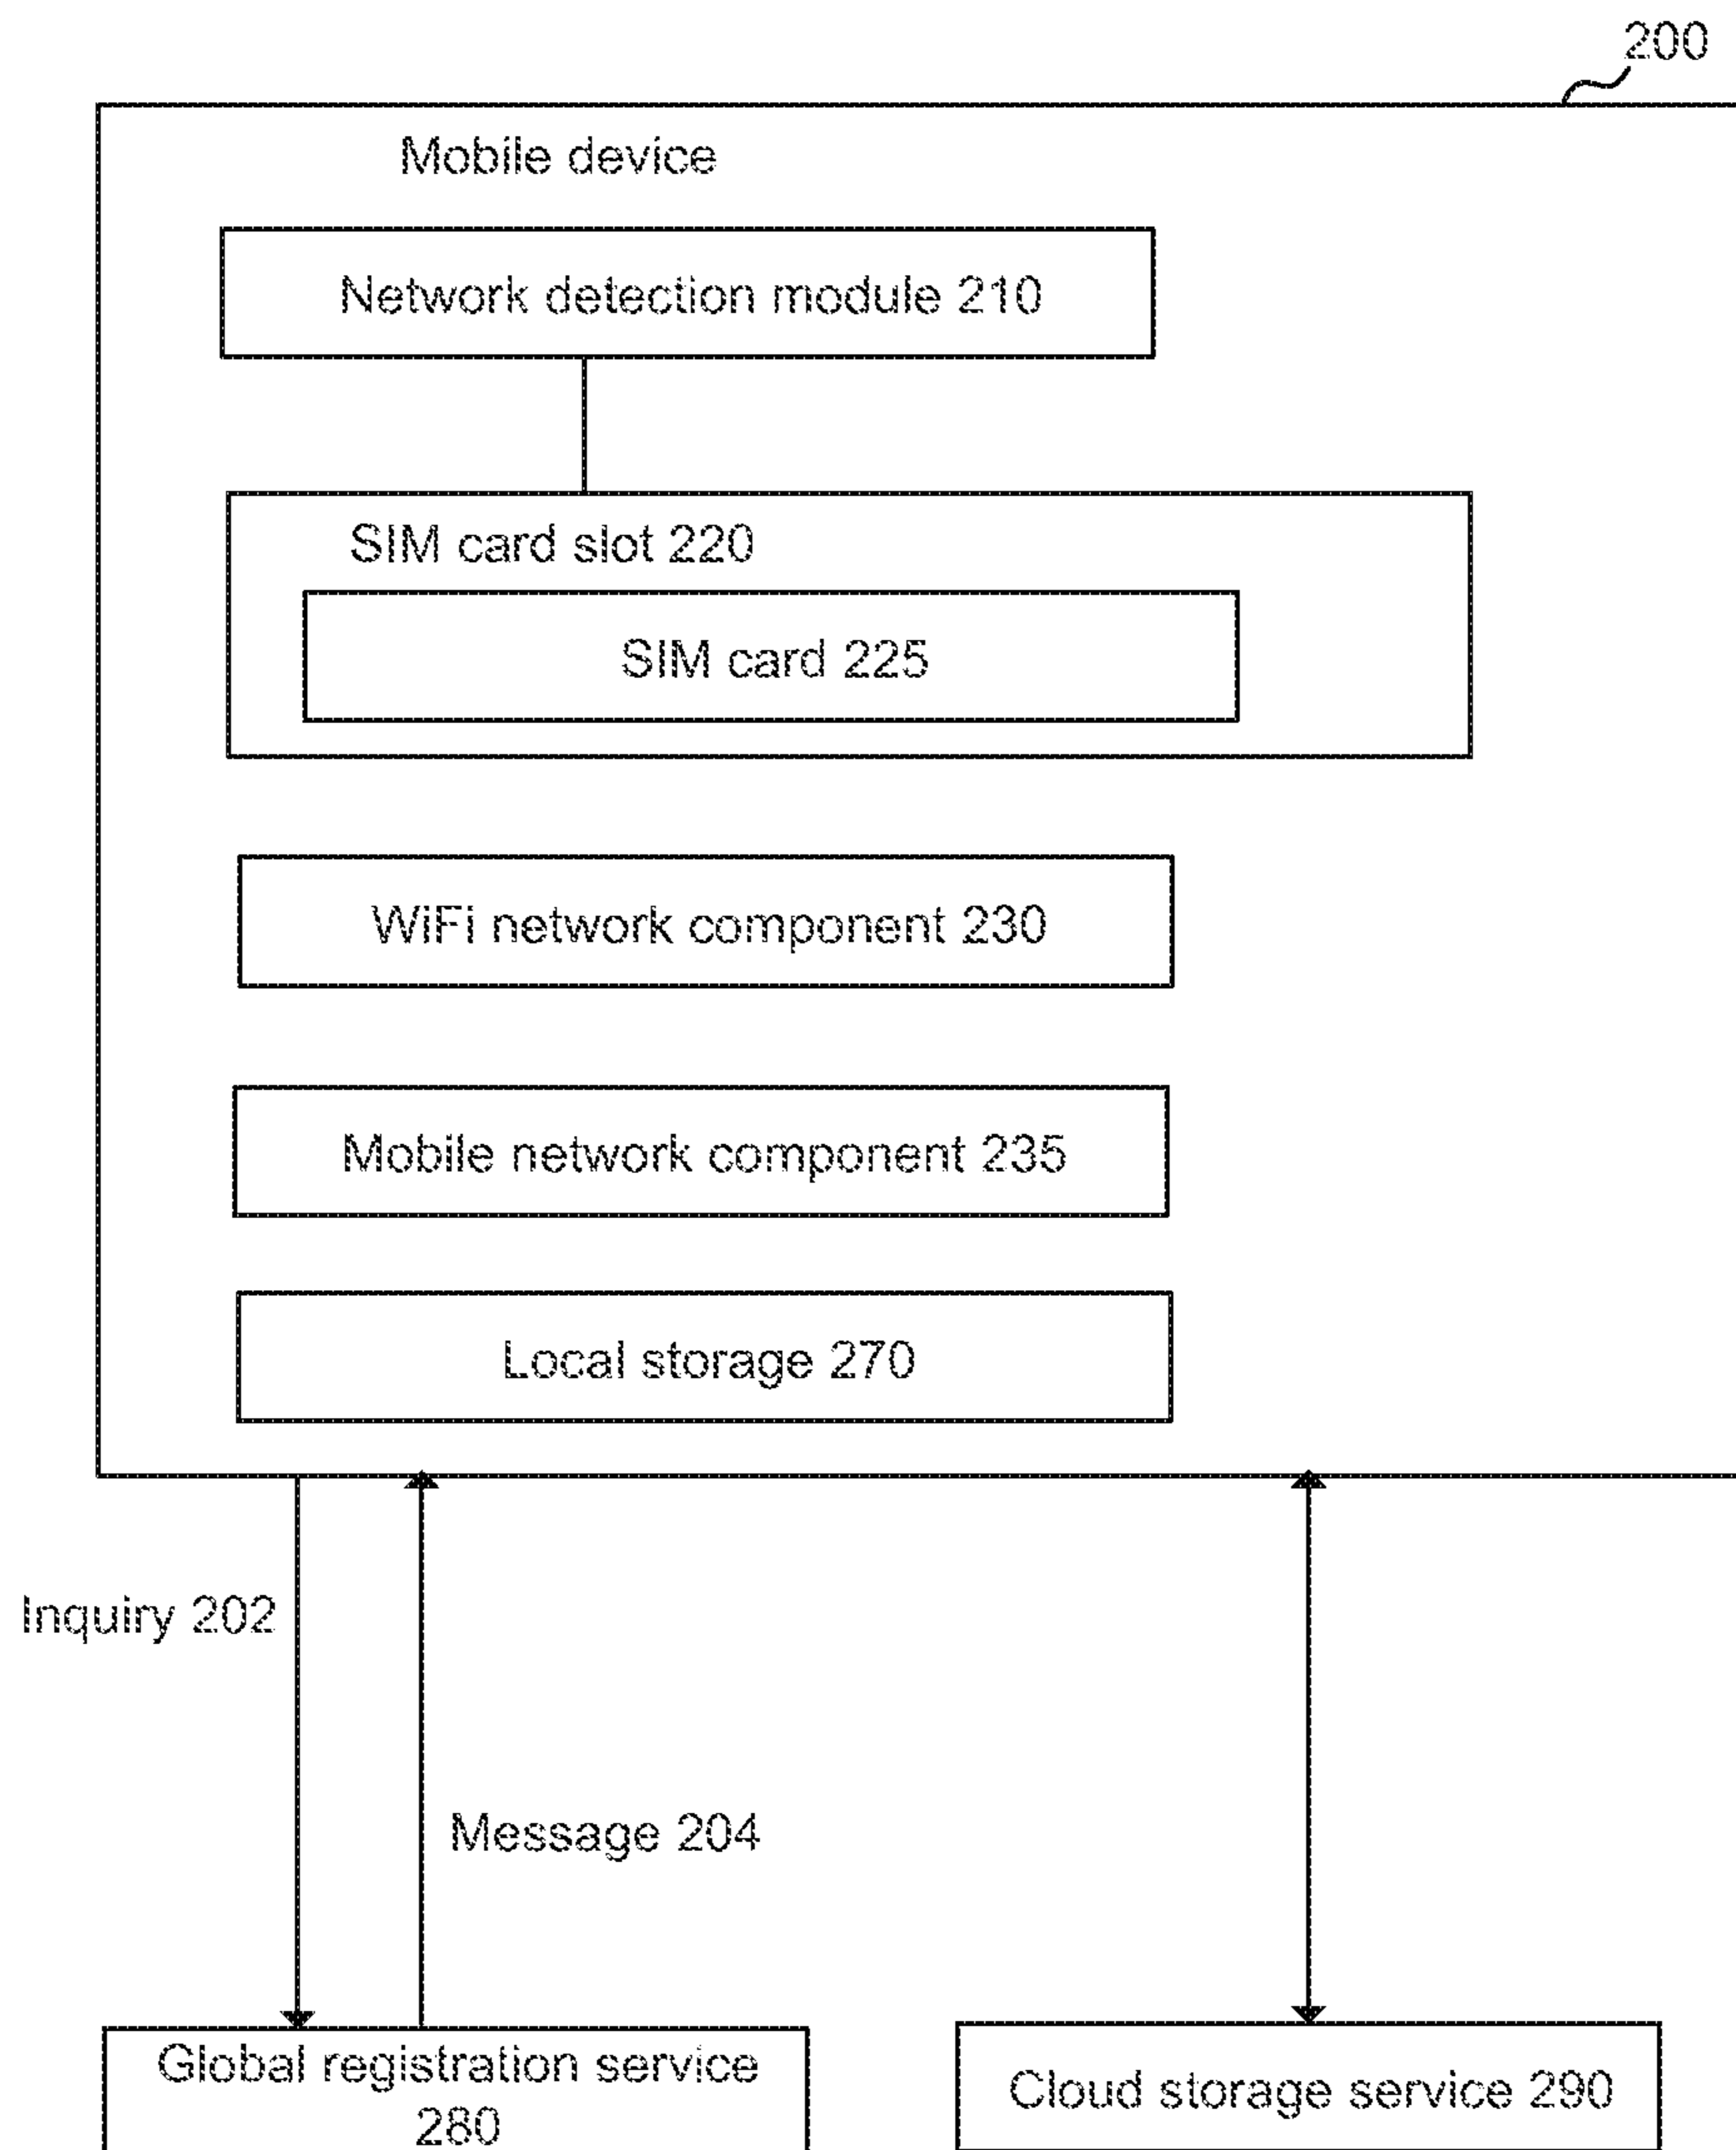 200
Mobile device
Network detection module 210
SIM card slot 220
SIM card 225
WiFi network component 230
Mobile network component 235
Local storage 270
Inquiry 202
Message 204
Global registration service
280
Cloud storage service 290